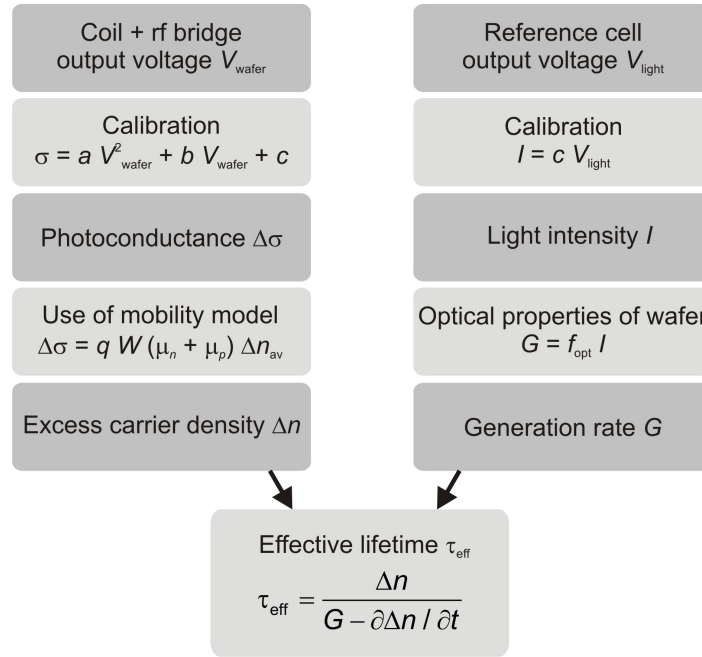 Coil + rf bridge
output voltage V_wafer
Calibration
σ = a V²_wafer + b V_wafer + c
Photoconductance Δσ
Use of mobility model
Δσ = q W (μ_n + μ_p) Δn_av
Excess carrier density Δn
Reference cell
output voltage V_light
Calibration
I = c V_light
Light intensity I
Optical properties of wafer
G = f_opt I
Generation rate G
Effective lifetime τ_eff
τ_eff = Δn / (G − ∂Δn / ∂t)